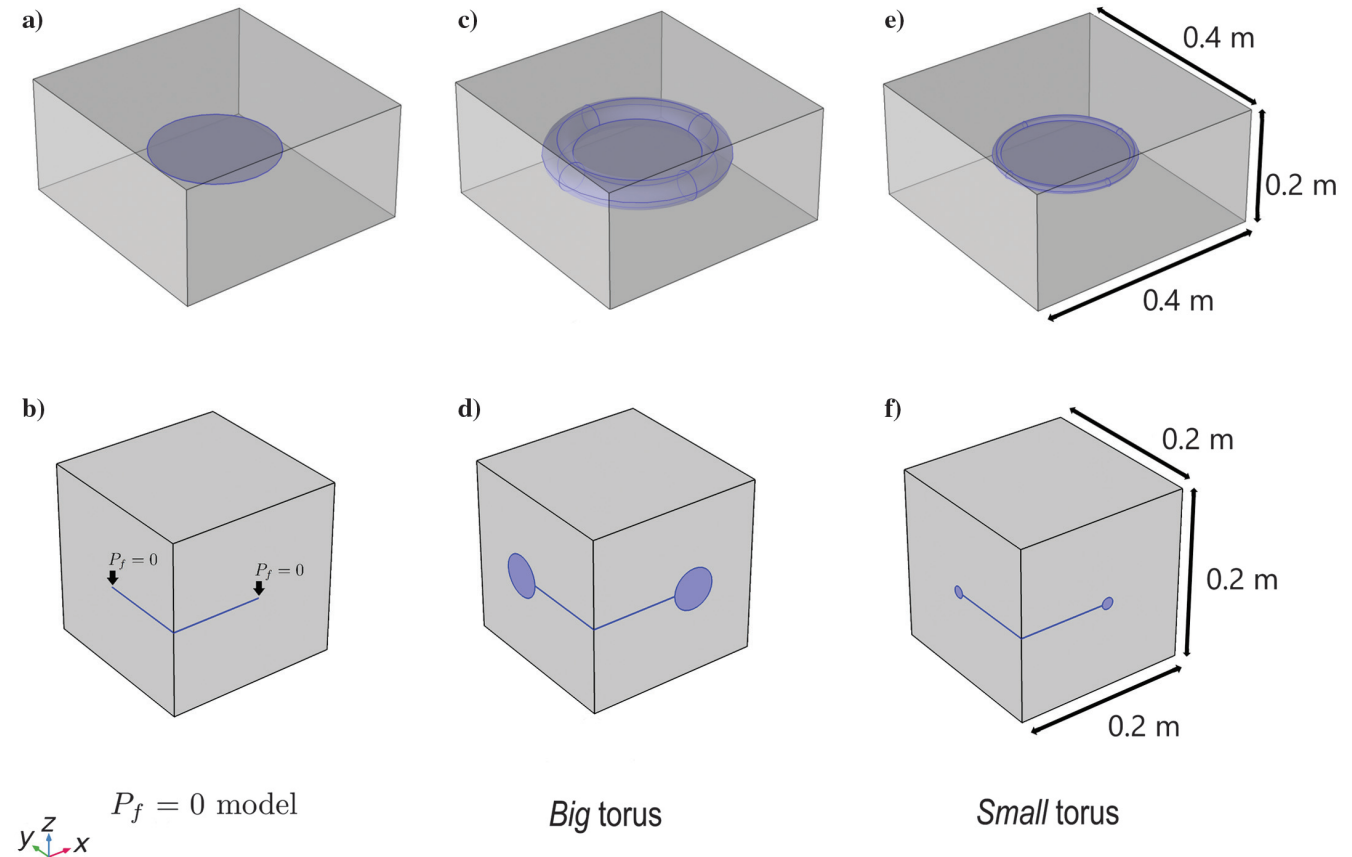 a)
c)
e)
0.4 m
0.2 m
0.4 m
b)
d)
f)
0.2 m
P_f = 0
P_f = 0
0.2 m
0.2 m
P_f = 0 model
Big torus
Small torus
y z x